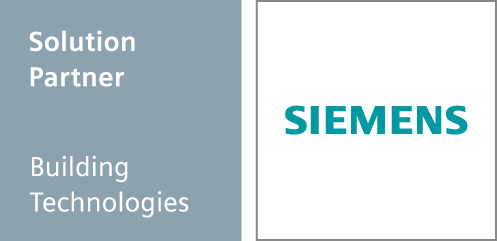 Solution
Partner
Building
Technologies
SIEMENS